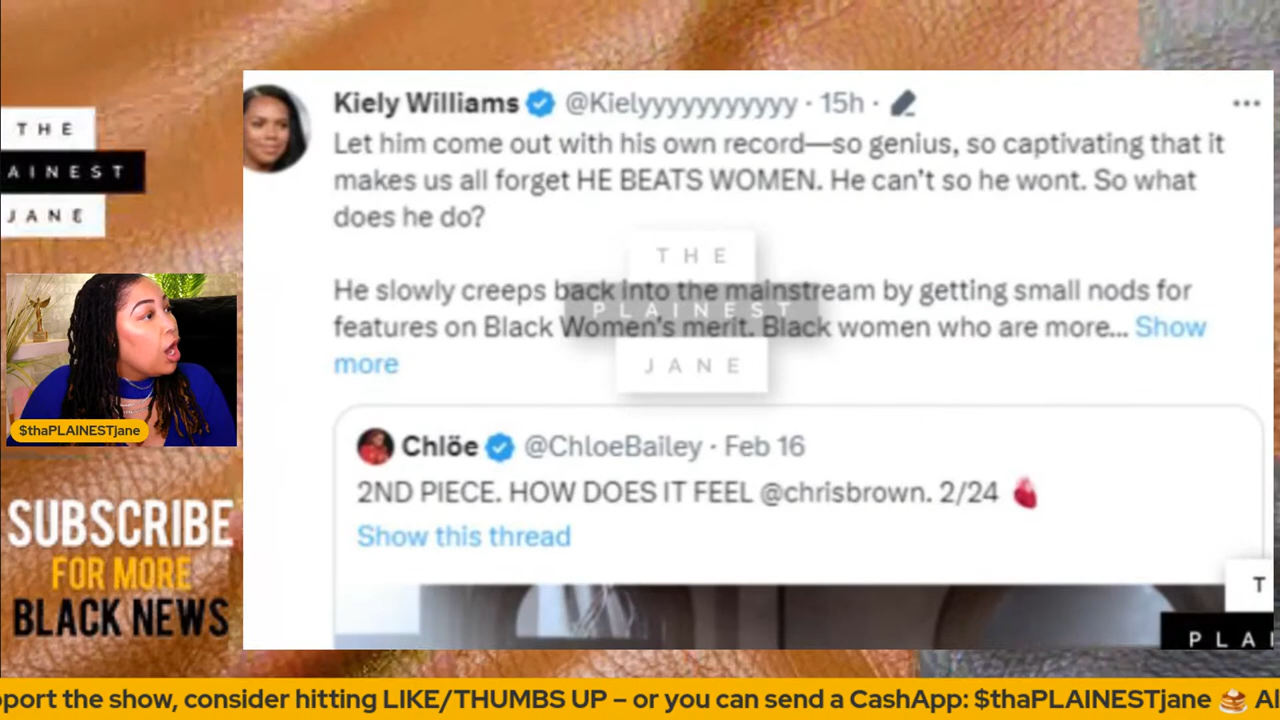 THE
AINEST
JANE
$thaPLAINESTjane
SUBSCRIBE
FOR MORE
BLACK NEWS
Kiely Williams @Kielyyyyyyyyyyyy · 15h ·
Let him come out with his own record—so genius, so captivating that it
makes us all forget HE BEATS WOMEN. He can't so he wont. So what
does he do?
He slowly creeps back into the mainstream by getting small nods for
features on Black Women's merit. Black women who are more... Show
more
THE
PLAINEST
JANE
Chlöe @ChloeBailey · Feb 16
2ND PIECE. HOW DOES IT FEEL @chrisbrown. 2/24
Show this thread
T
PLAI
pport the show, consider hitting LIKE/THUMBS UP – or you can send a CashApp: $thaPLAINESTjane 🥞 Al